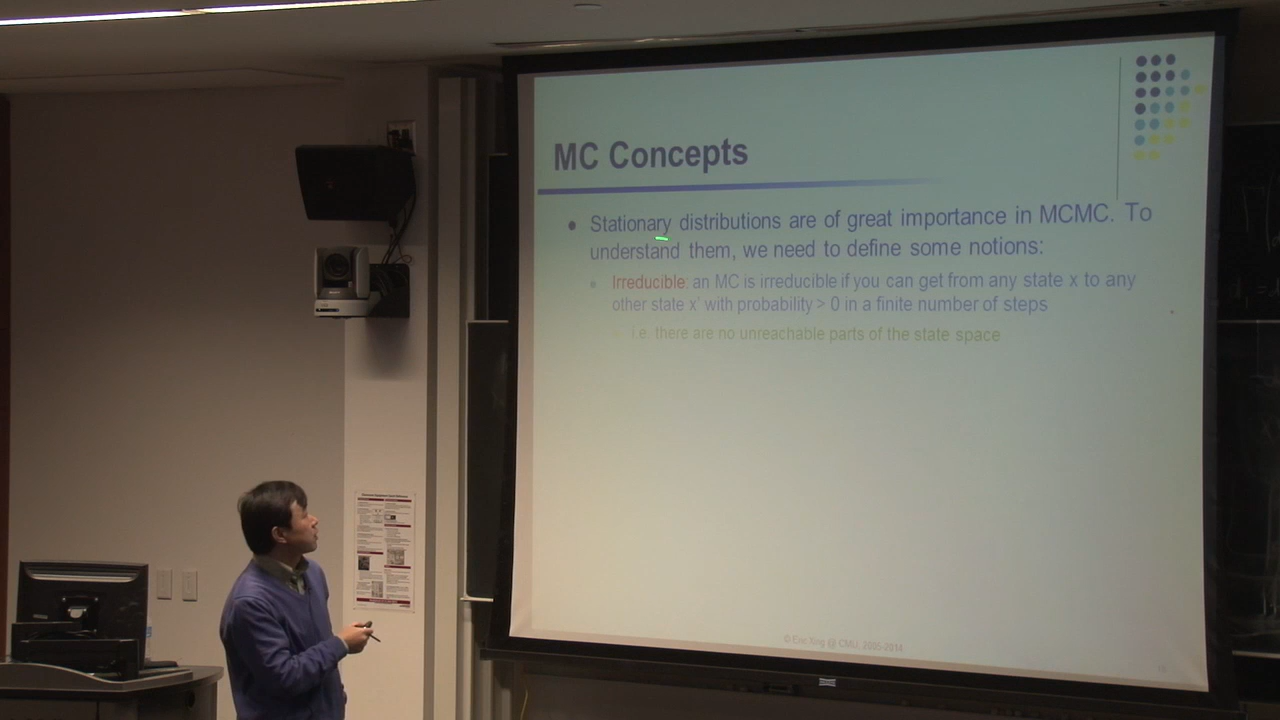 MC Concepts
• Stationary distributions are of great importance in MCMC. To
understand them, we need to define some notions:
Irreducible: an MC is irreducible if you can get from any state x to any
other state x' with probability > 0 in a finite number of steps
i.e. there are no unreachable parts of the state space
© Eric Xing @ CMU, 2005-2014